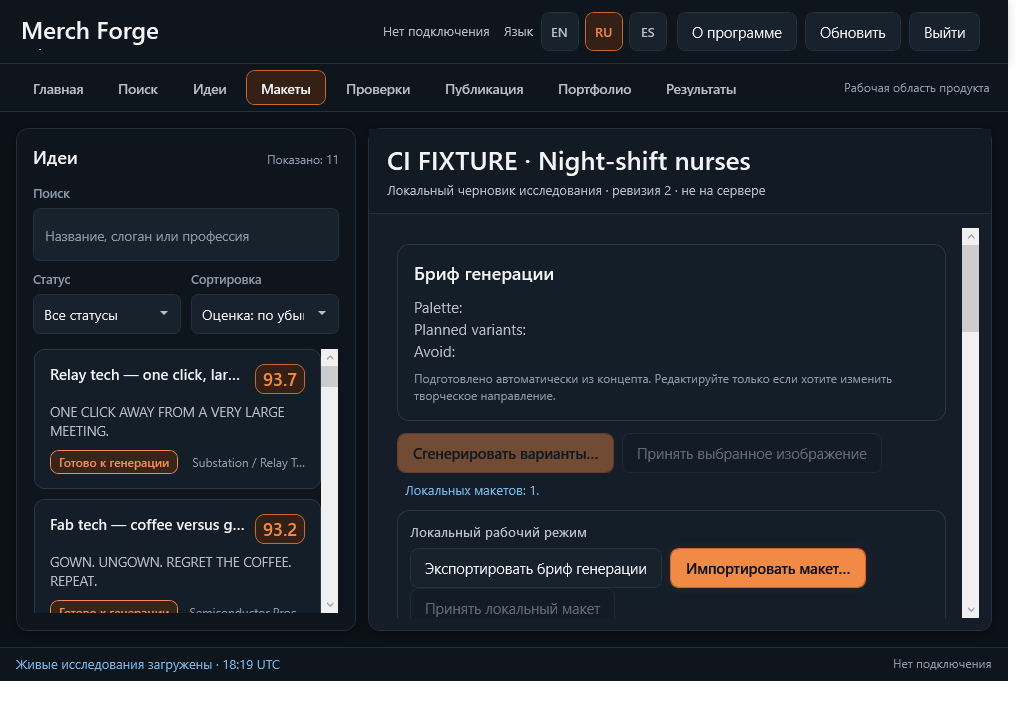 Merch Forge
Нет подключения Язык EN RU ES О программе Обновить Выйти
Главная Поиск Идеи Макеты Проверки Публикация Портфолио Результаты Рабочая область продукта
Идеи Показано: 11
Поиск
Название, слоган или профессия
Статус Сортировка
Все статусы Оценка: по убы
Relay tech — one click, lar... 93.7
ONE CLICK AWAY FROM A VERY LARGE
MEETING.
Готово к генерации Substation / Relay T...
Fab tech — coffee versus g... 93.2
GOWN. UNGOWN. REGRET THE COFFEE.
REPEAT.
Готово к генерации Semiconductor Proc...
CI FIXTURE · Night-shift nurses
Локальный черновик исследования · ревизия 2 · не на сервере
Бриф генерации
Palette:
Planned variants:
Avoid:
Подготовлено автоматически из концепта. Редактируйте только если хотите изменить
творческое направление.
Сгенерировать варианты... Принять выбранное изображение
Локальных макетов: 1.
Локальный рабочий режим
Экспортировать бриф генерации Импортировать макет...
Принять локальный макет
Живые исследования загружены · 18:19 UTC Нет подключения